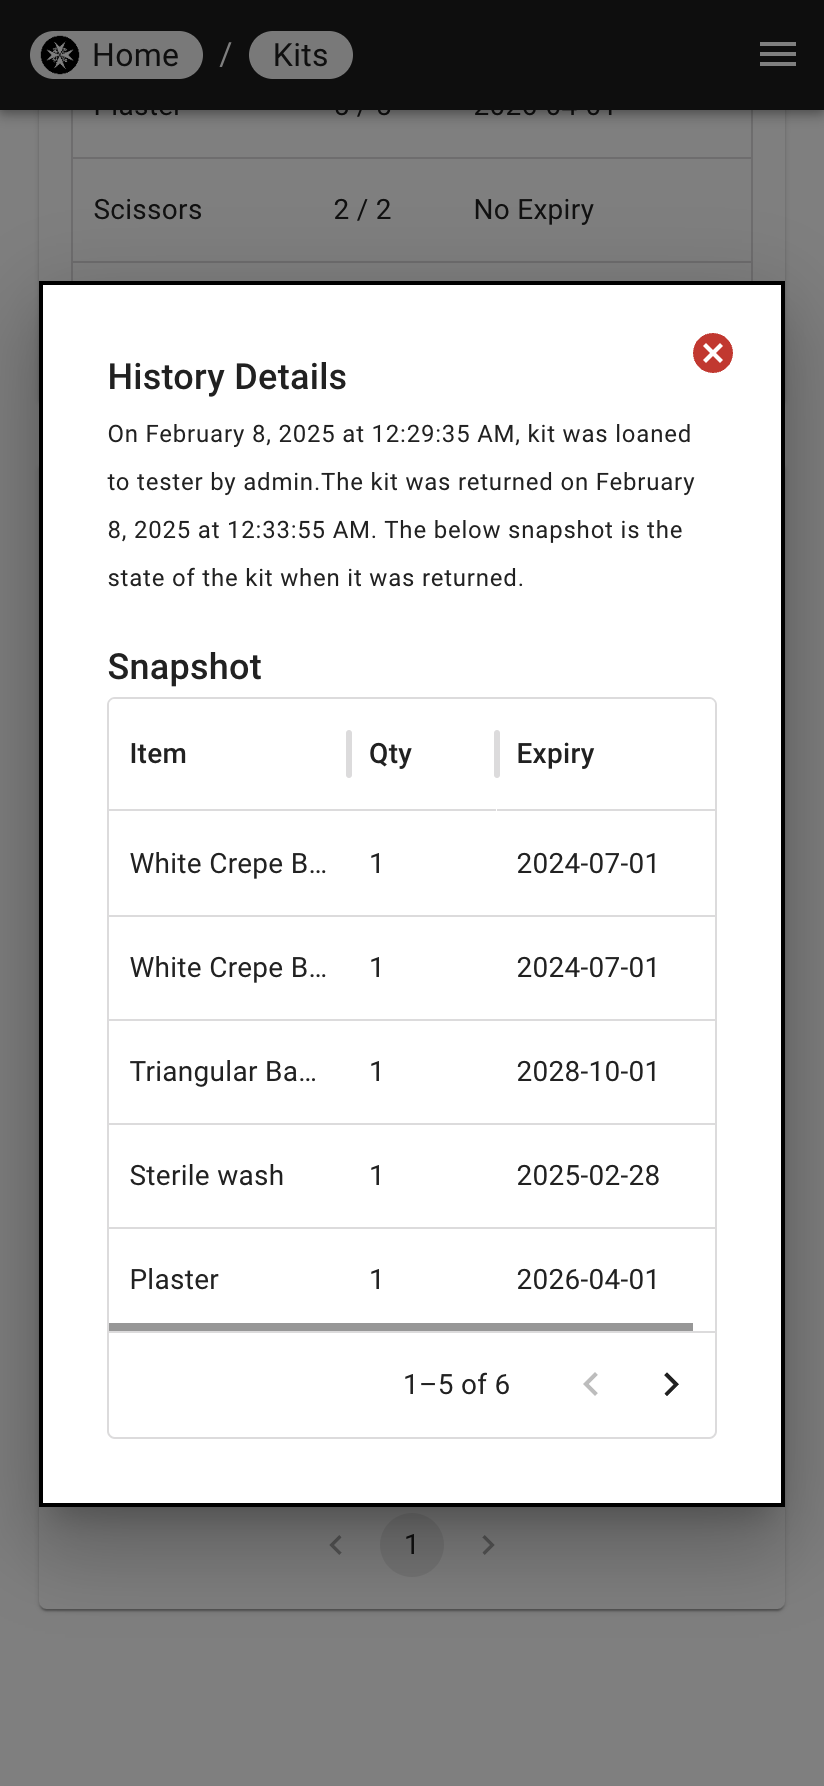 Home / Kits
Scissors 2 / 2 No Expiry
History Details
On February 8, 2025 at 12:29:35 AM, kit was loaned
to tester by admin.The kit was returned on February
8, 2025 at 12:33:55 AM. The below snapshot is the
state of the kit when it was returned.
Snapshot
Item Qty Expiry
White Crepe B... 1 2024-07-01
White Crepe B... 1 2024-07-01
Triangular Ba... 1 2028-10-01
Sterile wash 1 2025-02-28
Plaster 1 2026-04-01
1–5 of 6
1